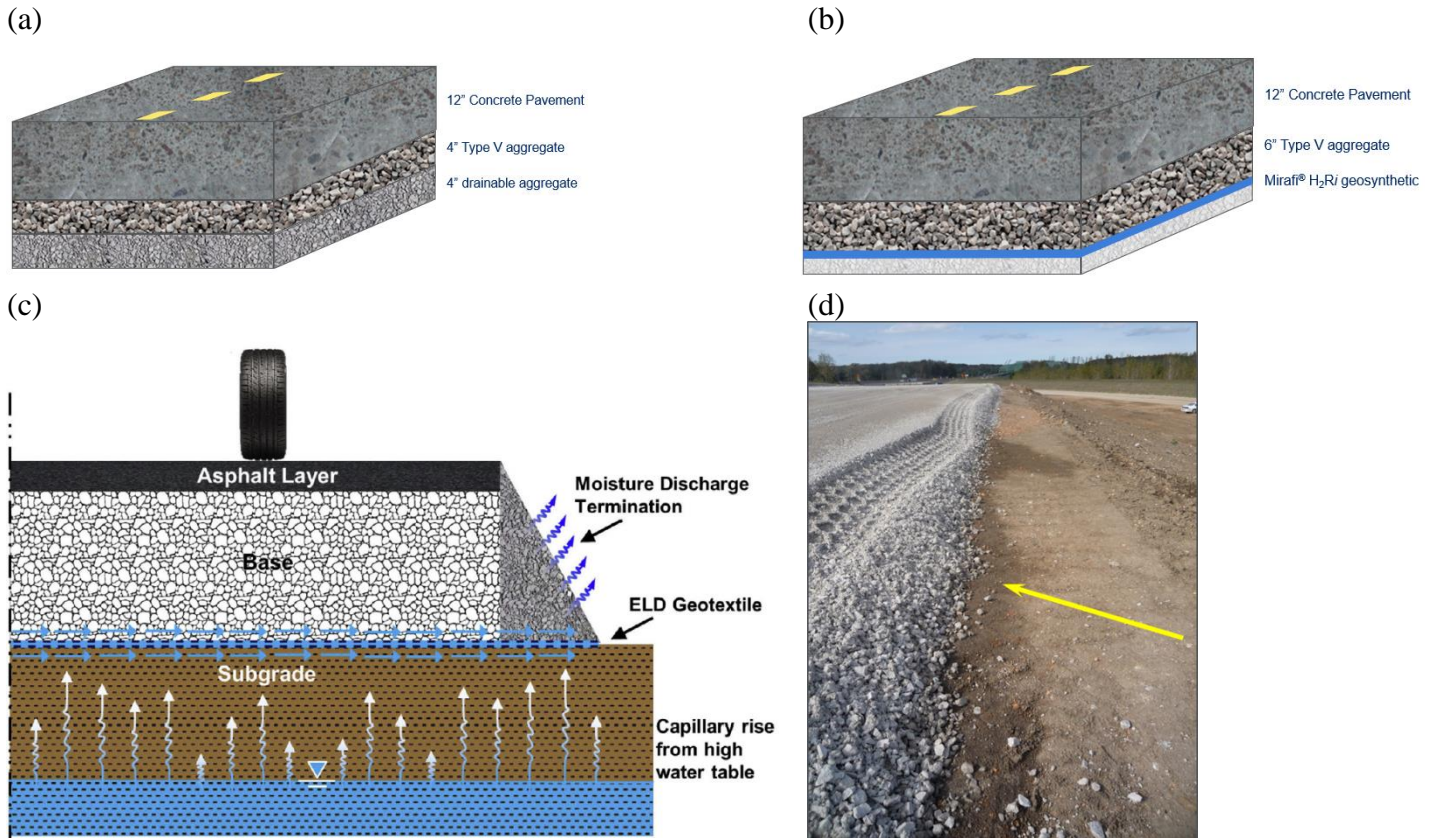 (a)
12” Concrete Pavement
4” Type V aggregate
4” drainable aggregate
(b)
12” Concrete Pavement
6” Type V aggregate
Mirafi® H₂Ri geosynthetic
(c)
Asphalt Layer
Base
Subgrade
Moisture Discharge
Termination
ELD Geotextile
Capillary rise
from high
water table
(d)